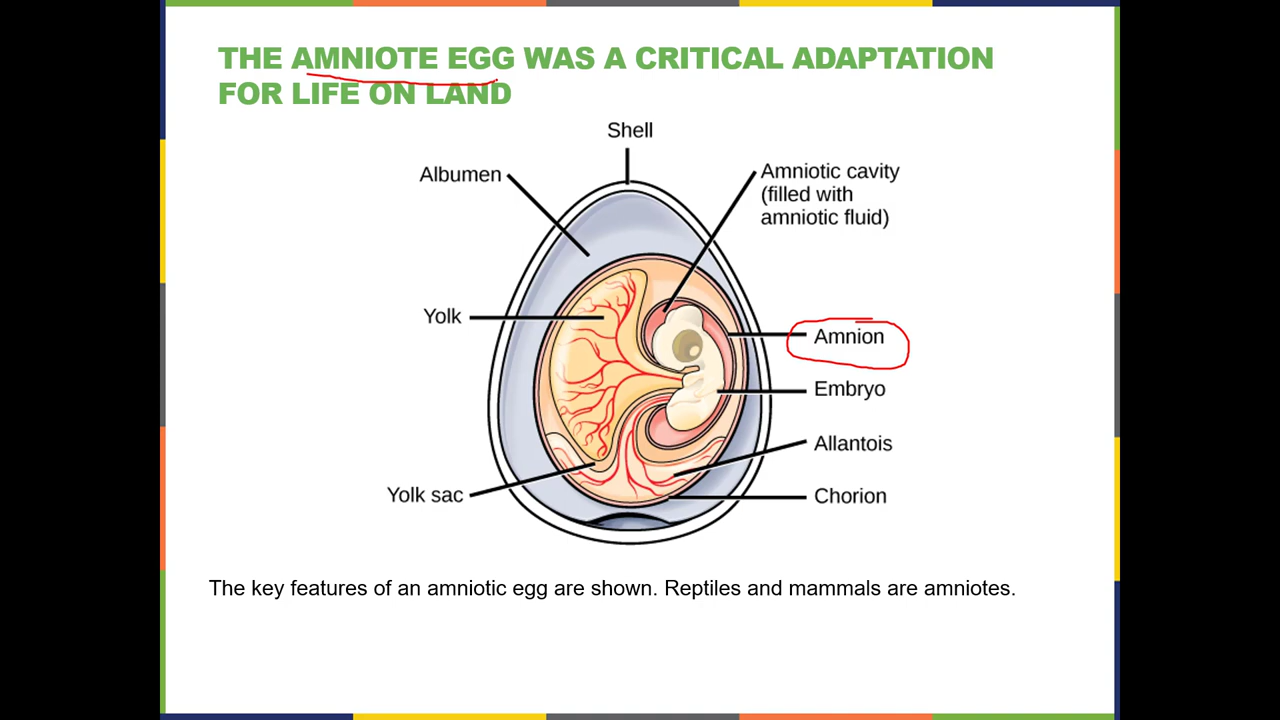 THE AMNIOTE EGG WAS A CRITICAL ADAPTATION
FOR LIFE ON LAND
Shell
Albumen
Amniotic cavity
(filled with
amniotic fluid)
Yolk
Amnion
Embryo
Allantois
Yolk sac
Chorion
The key features of an amniotic egg are shown. Reptiles and mammals are amniotes.